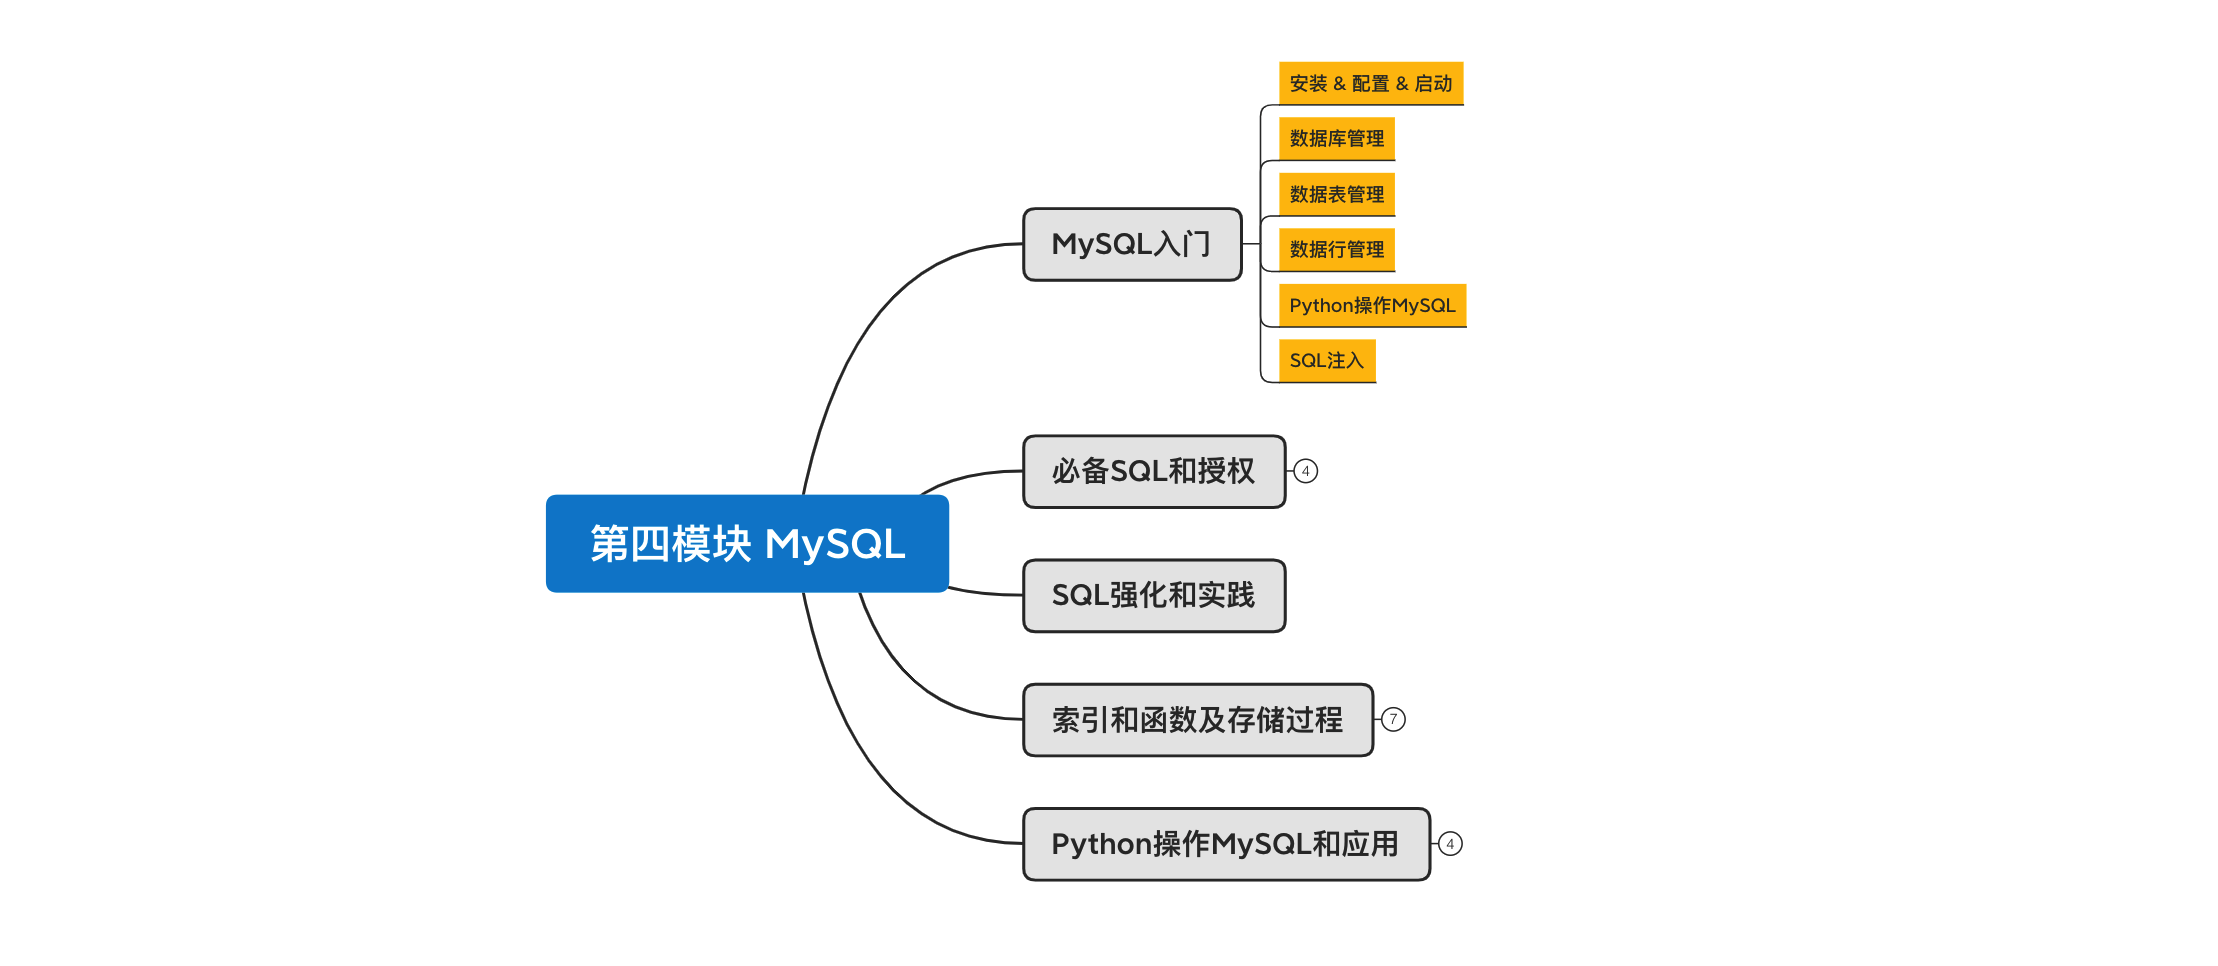 安装 & 配置 & 启动
数据库管理
数据表管理
MySQL入门
数据行管理
Python操作MySQL
SQL注入
必备SQL和授权
4
第四模块 MySQL
SQL强化和实践
索引和函数及存储过程
7
Python操作MySQL和应用
4